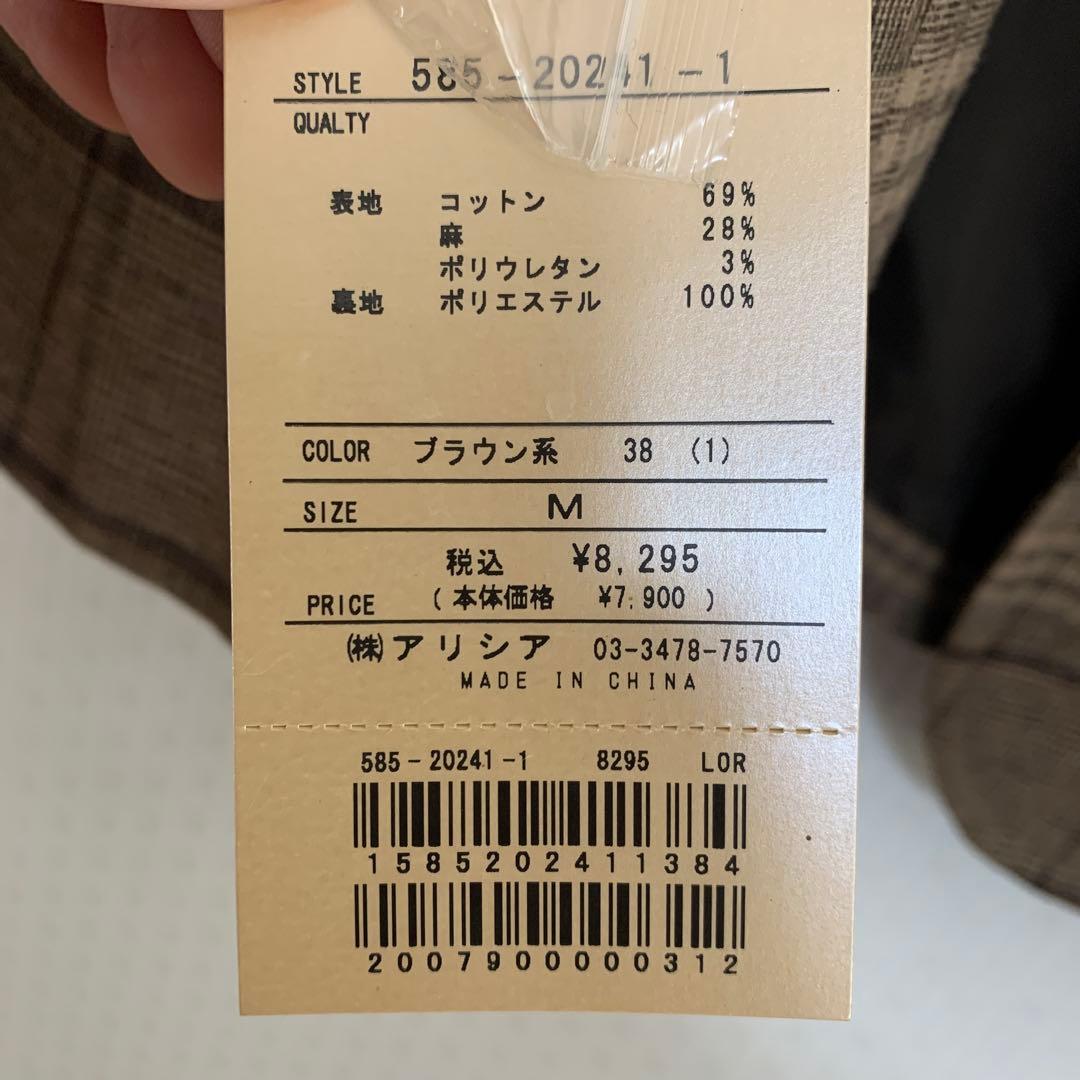 STYLE 585-20241-1
QUALTY
表地 コットン 69%
麻 28%
ポリウレタン 3%
裏地 ポリエステル 100%
COLOR ブラウン系 38 (1)
SIZE M
税込 ¥8,295
PRICE (本体価格 ¥7,900)
㈱アリシア 03-3478-7570
MADE IN CHINA
585-20241-1 8295 LOR
1585202411384
2007900000312